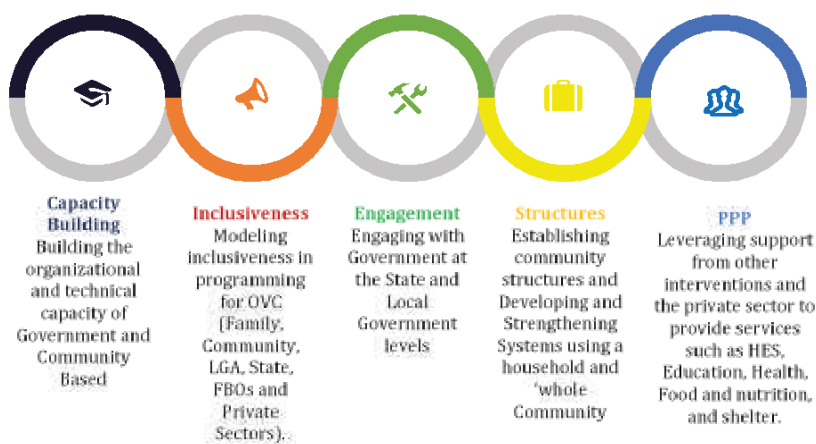 Capacity
Building
Building the
organizational
and technical
capacity of
Government and
Community
Based
Inclusiveness
Modeling
inclusiveness in
programming
for OVC
(Family,
Community,
LGA, State,
FBOs and
Private
Sectors).
Engagement
Engaging with
Government at
the State and
Local
Government
levels
Structures
Establishing
community
structures and
Developing and
Strengthening
Systems using a
household and
‘whole
Community
PPP
Leveraging support
from other
interventions and
the private sector to
provide services
such as HES,
Education, Health,
Food and nutrition,
and shelter.